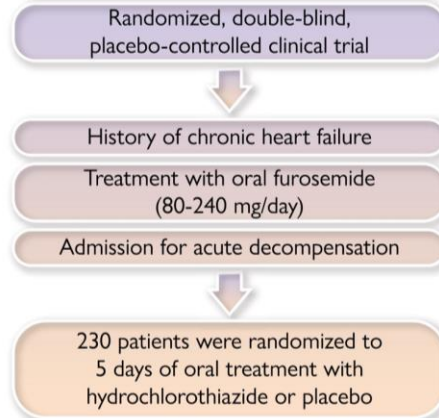 Randomized, double-blind,
placebo-controlled clinical trial
History of chronic heart failure
Treatment with oral furosemide
(80-240 mg/day)
Admission for acute decompensation
230 patients were randomized to
5 days of oral treatment with
hydrochlorothiazide or placebo